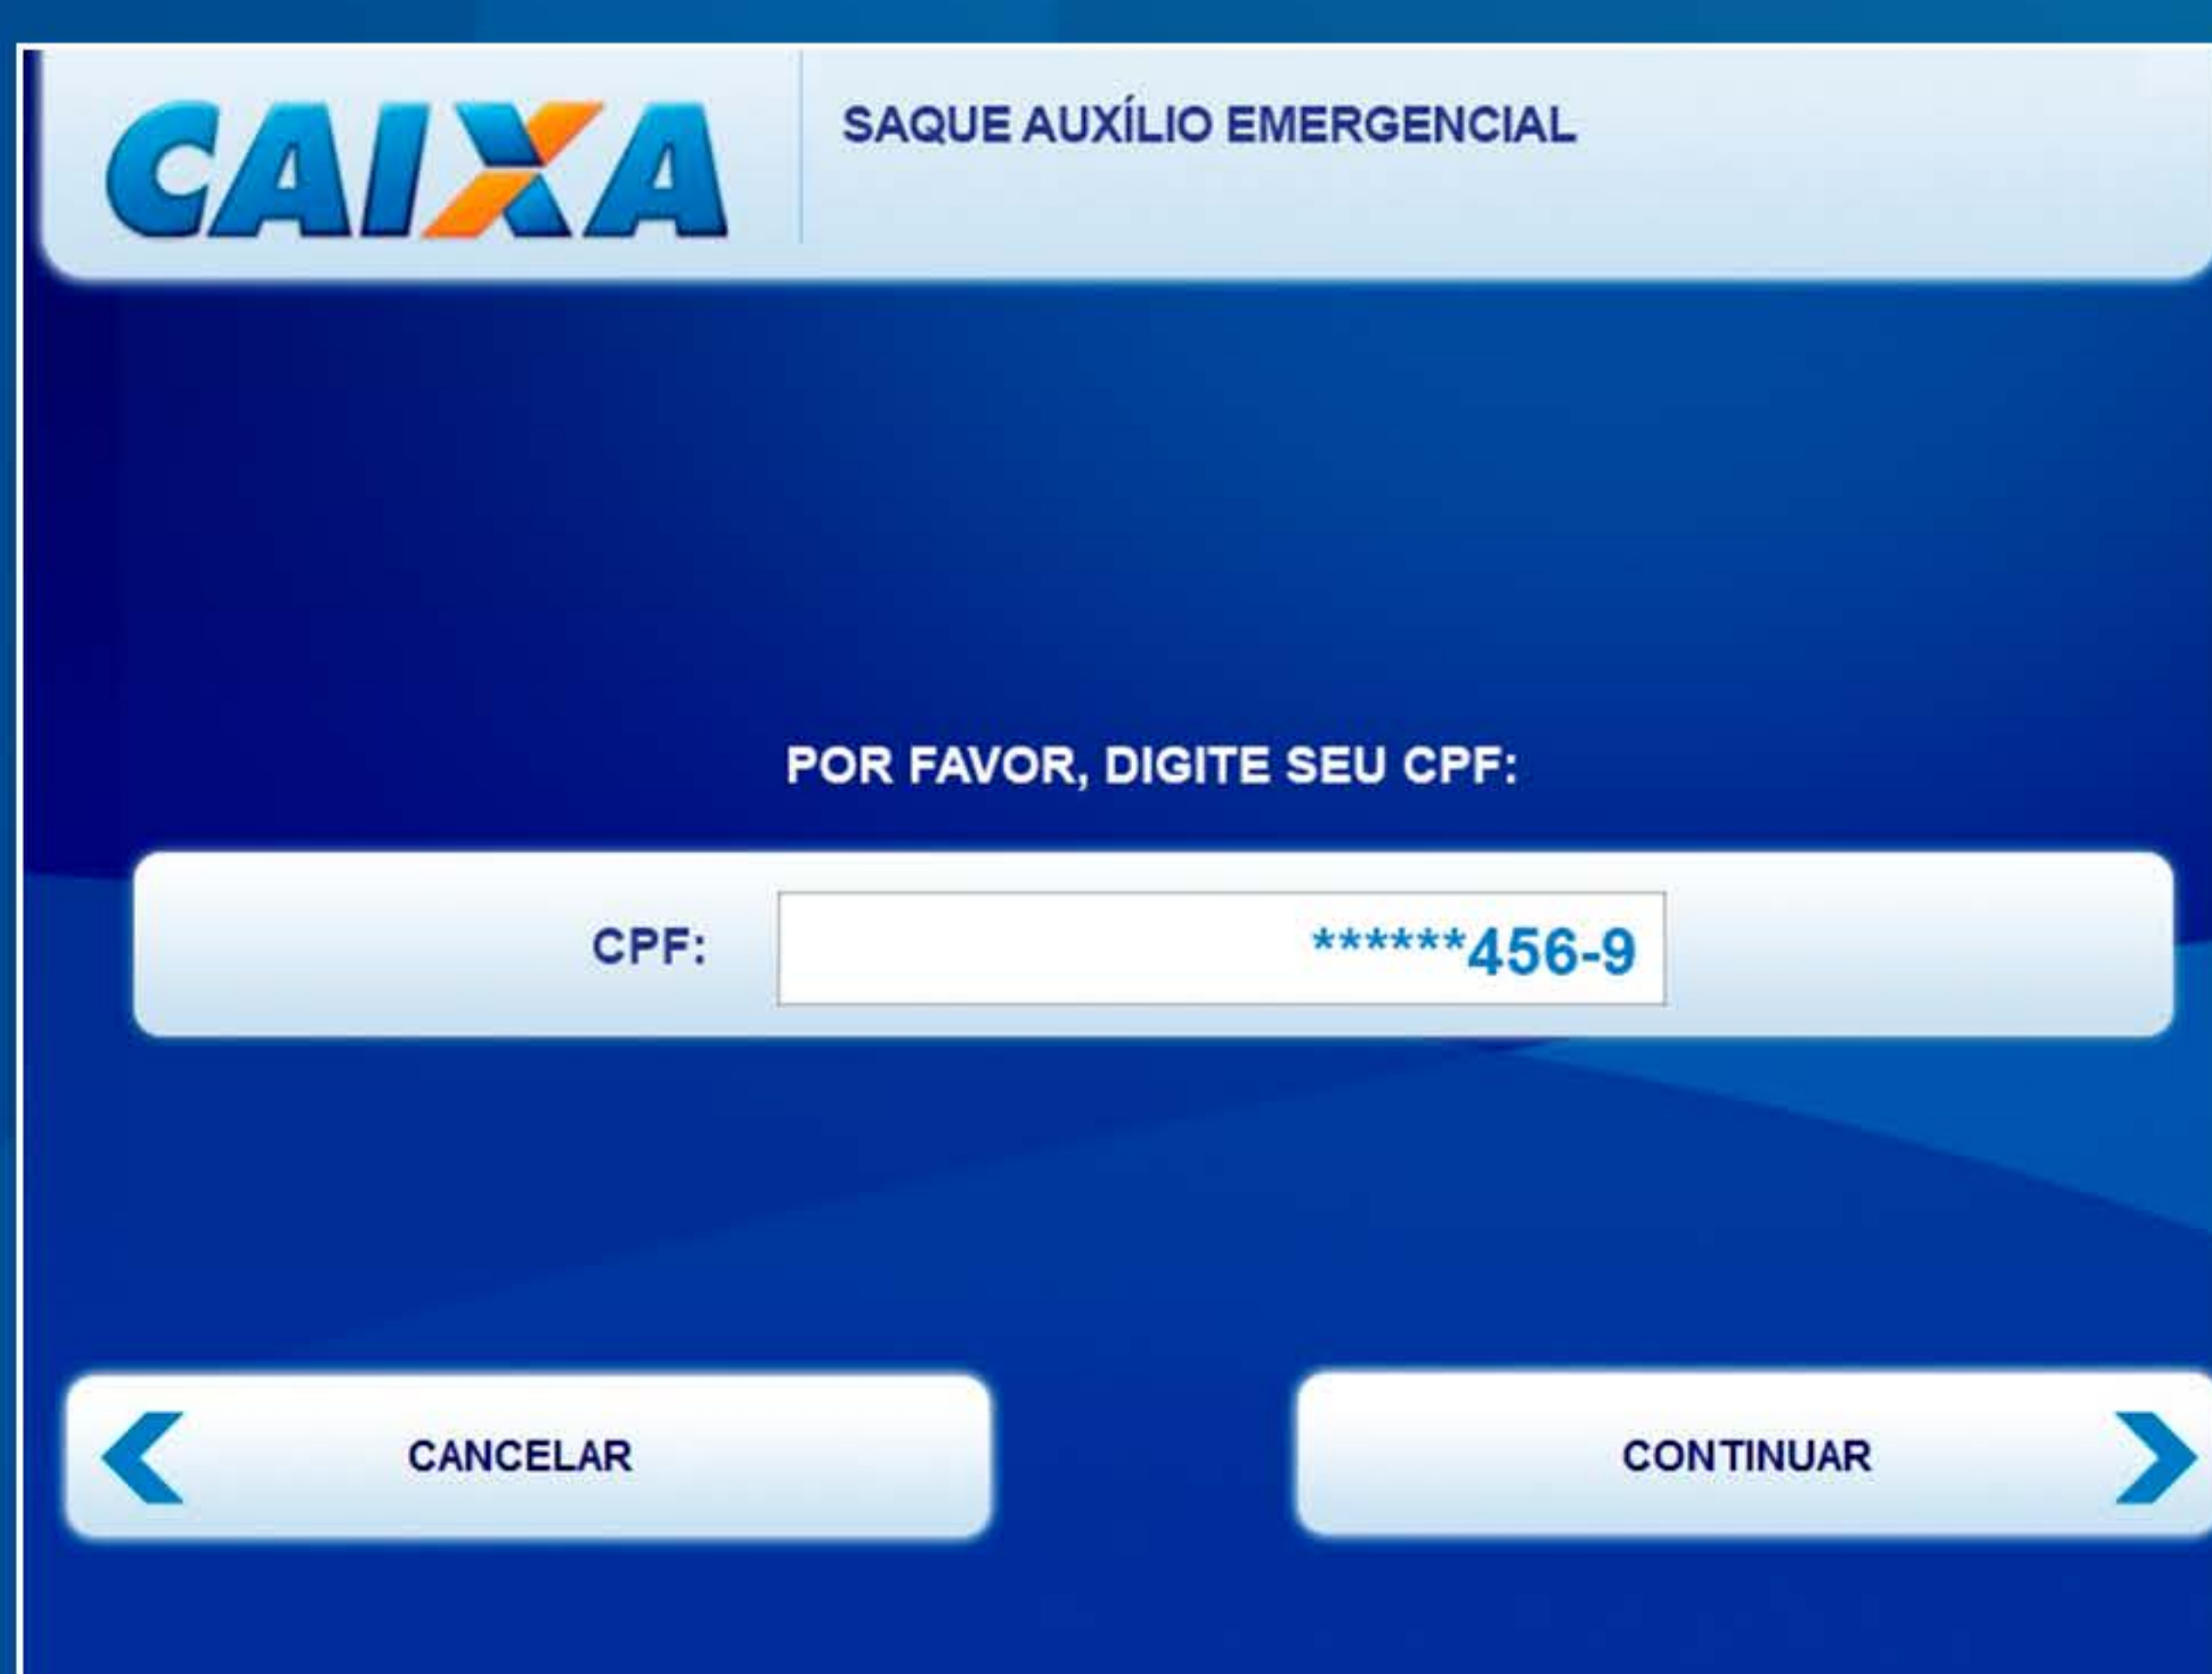 CAIXA
SAQUE AUXÍLIO EMERGENCIAL
POR FAVOR, DIGITE SEU CPF:
CPF: ******456-9
CANCELAR
CONTINUAR